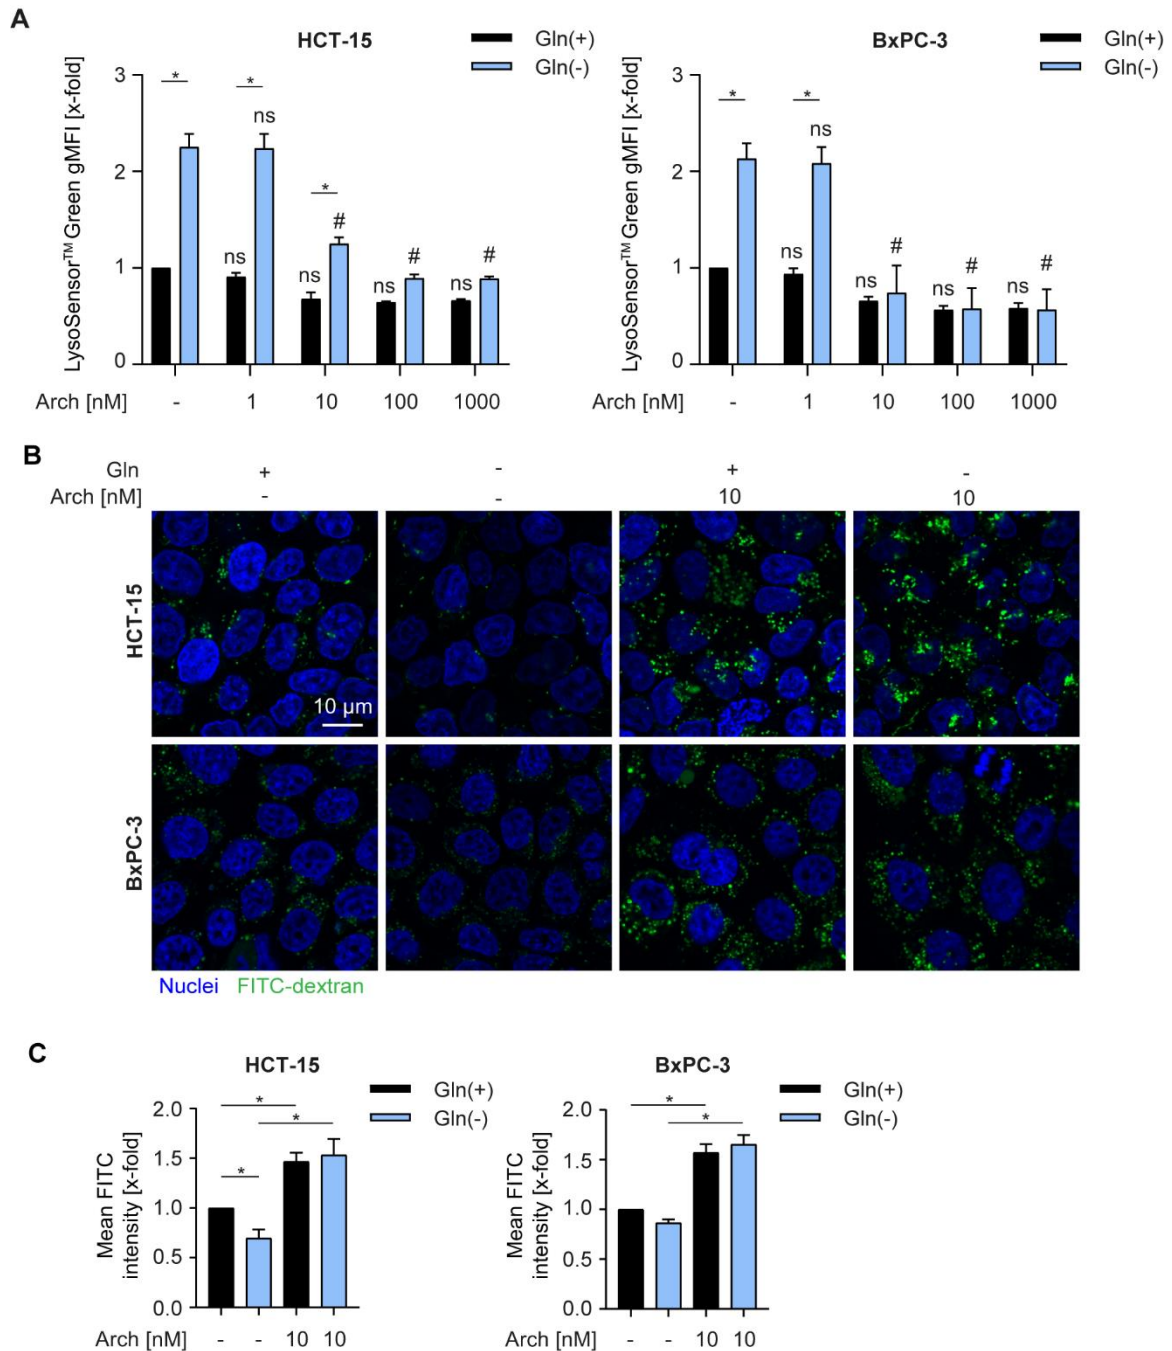 A
HCT-15
Gln(+)
Gln(-)
LysoSensor™ Green gMFI [x-fold]
3
2
1
0
*
*
ns
*
ns
ns
#
ns
#
ns
#
Arch [nM]
-
1
10
100
1000
BxPC-3
Gln(+)
Gln(-)
LysoSensor™ Green gMFI [x-fold]
3
2
1
0
*
*
ns
ns
ns
#
ns
#
ns
#
Arch [nM]
-
1
10
100
1000
B
Gln + - + -
Arch [nM] - - 10 10
HCT-15
10 µm
BxPC-3
Nuclei FITC-dextran
C
HCT-15
Gln(+)
Gln(-)
Mean FITC
intensity [x-fold]
2.0
1.5
1.0
0.5
0.0
*
*
*
Arch [nM] - - 10 10
BxPC-3
Gln(+)
Gln(-)
Mean FITC
intensity [x-fold]
2.0
1.5
1.0
0.5
0.0
*
*
Arch [nM] - - 10 10